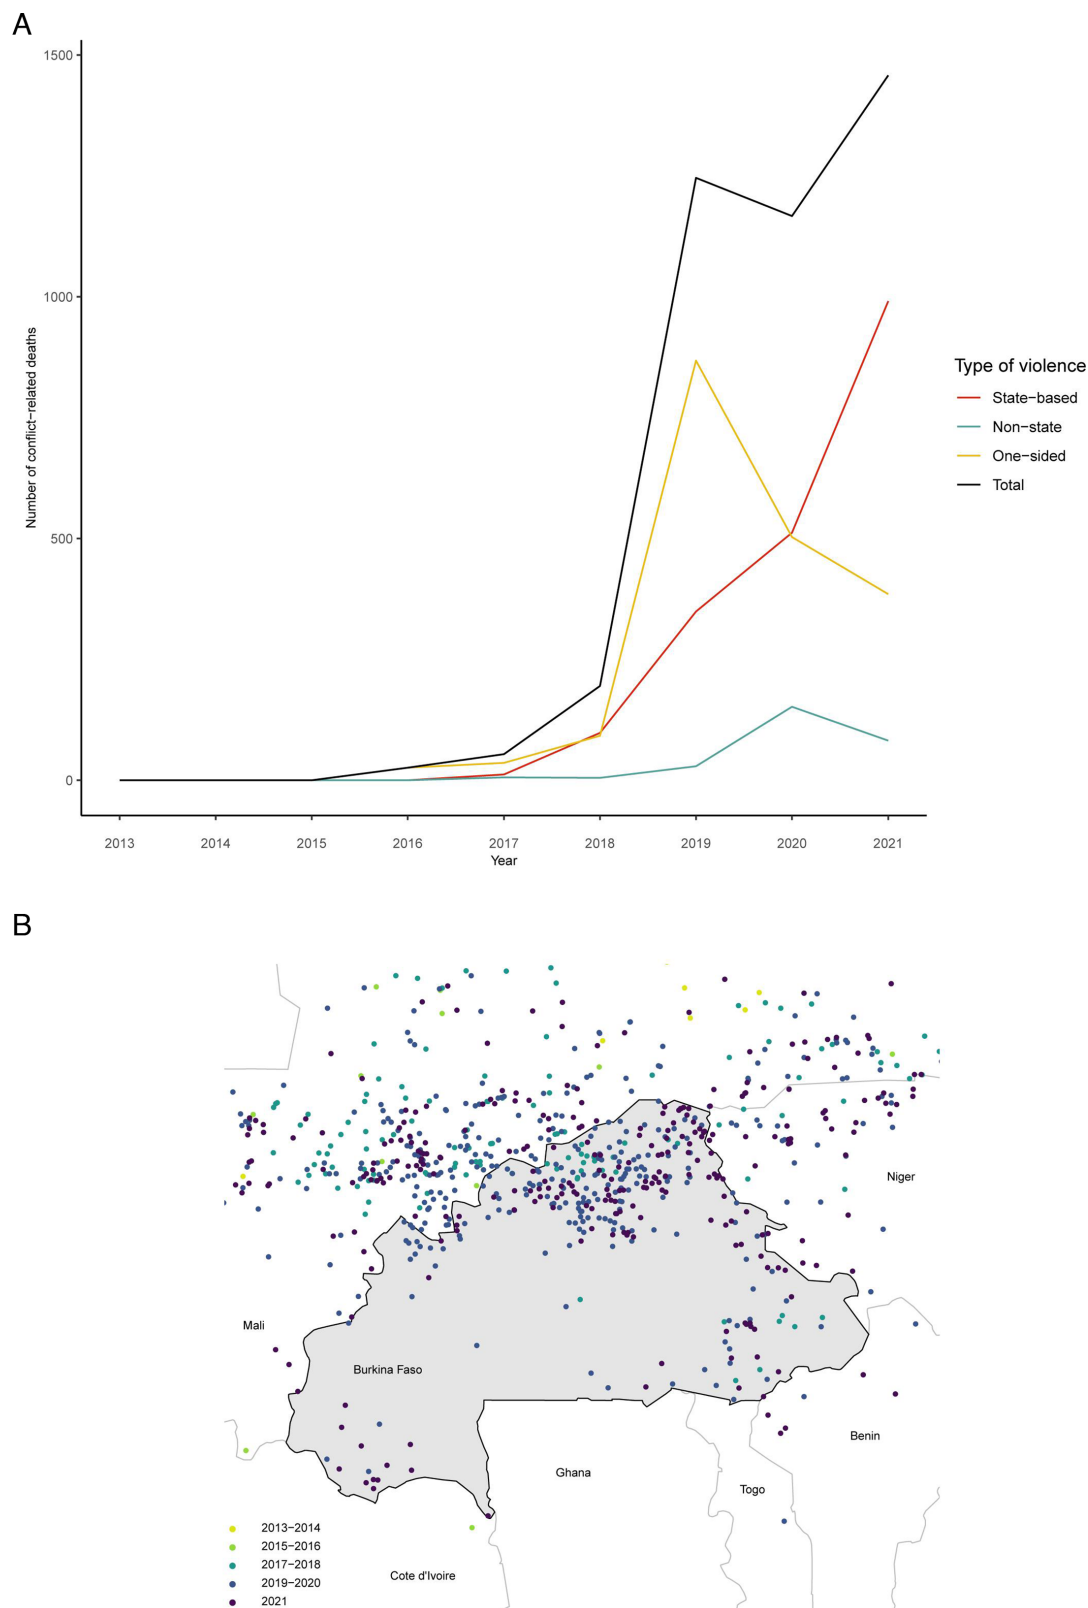 A
1500
1000
500
0
Number of conflict−related deaths
2013 2014 2015 2016 2017 2018 2019 2020 2021
Year
Type of violence
State−based
Non−state
One−sided
Total
B
Niger
Mali
Burkina Faso
Benin
Ghana
Togo
Cote d'Ivoire
2013−2014
2015−2016
2017−2018
2019−2020
2021